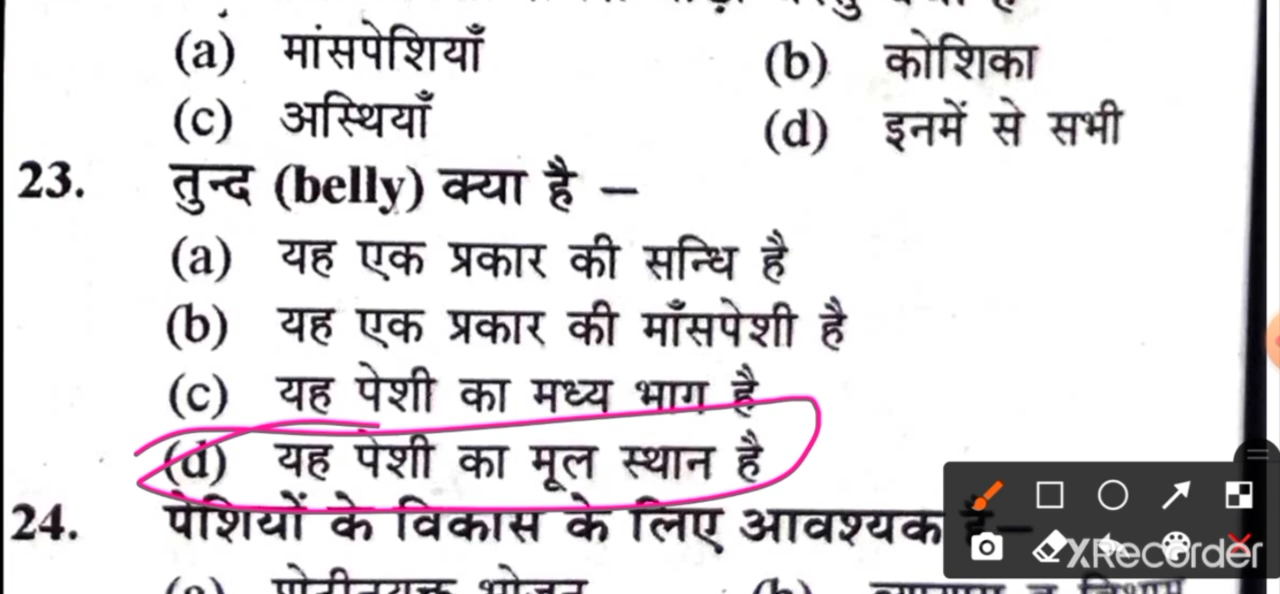 (a) मांसपेशियाँ (b) कोशिका
(c) अस्थियाँ (d) इनमें से सभी
23. तुन्द (belly) क्या है –
(a) यह एक प्रकार की सन्धि है
(b) यह एक प्रकार की माँसपेशी है
(c) यह पेशी का मध्य भाग है
(d) यह पेशी का मूल स्थान है
24. पेशियों के विकास के लिए आवश्यक है–
XRecorder